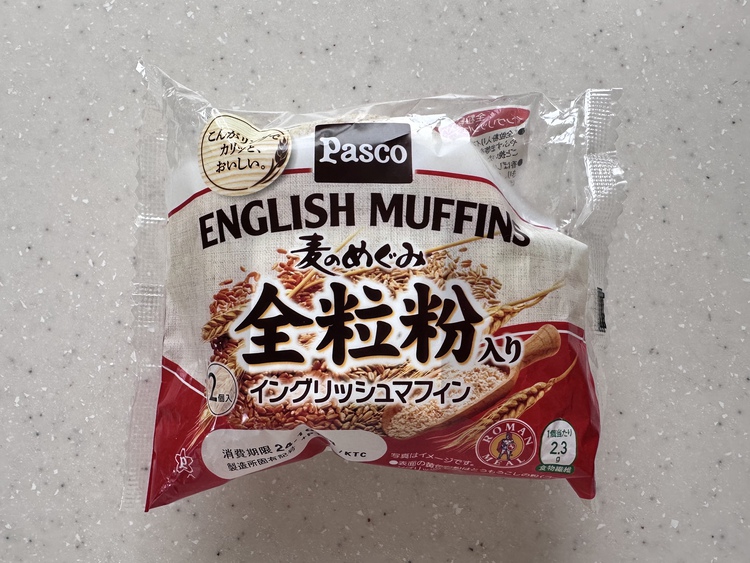 こんがり
カリッと、
おいしい。
Pasco
ENGLISH MUFFINS
麦のめぐみ
全粒粉入り
イングリッシュマフィン
2個入
消費期限 24
製造所固有記号 KTC
写真はイメージです。
ROMAN MEAL
1個当たり
2.3
g
食物繊維